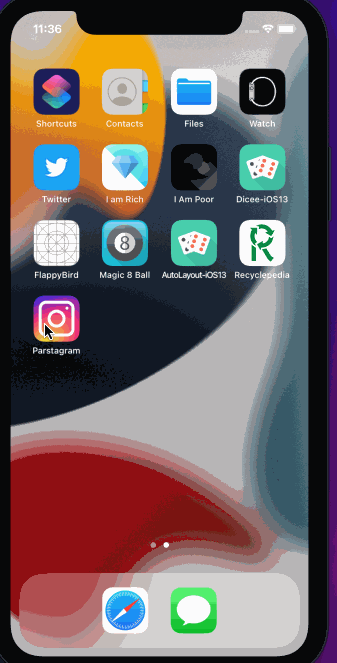 11:36
Shortcuts Contacts Files Watch
Twitter I am Rich I Am Poor Dicee-iOS13
8
FlappyBird Magic 8 Ball AutoLayout-iOS13 Recyclepedia
Parstagram